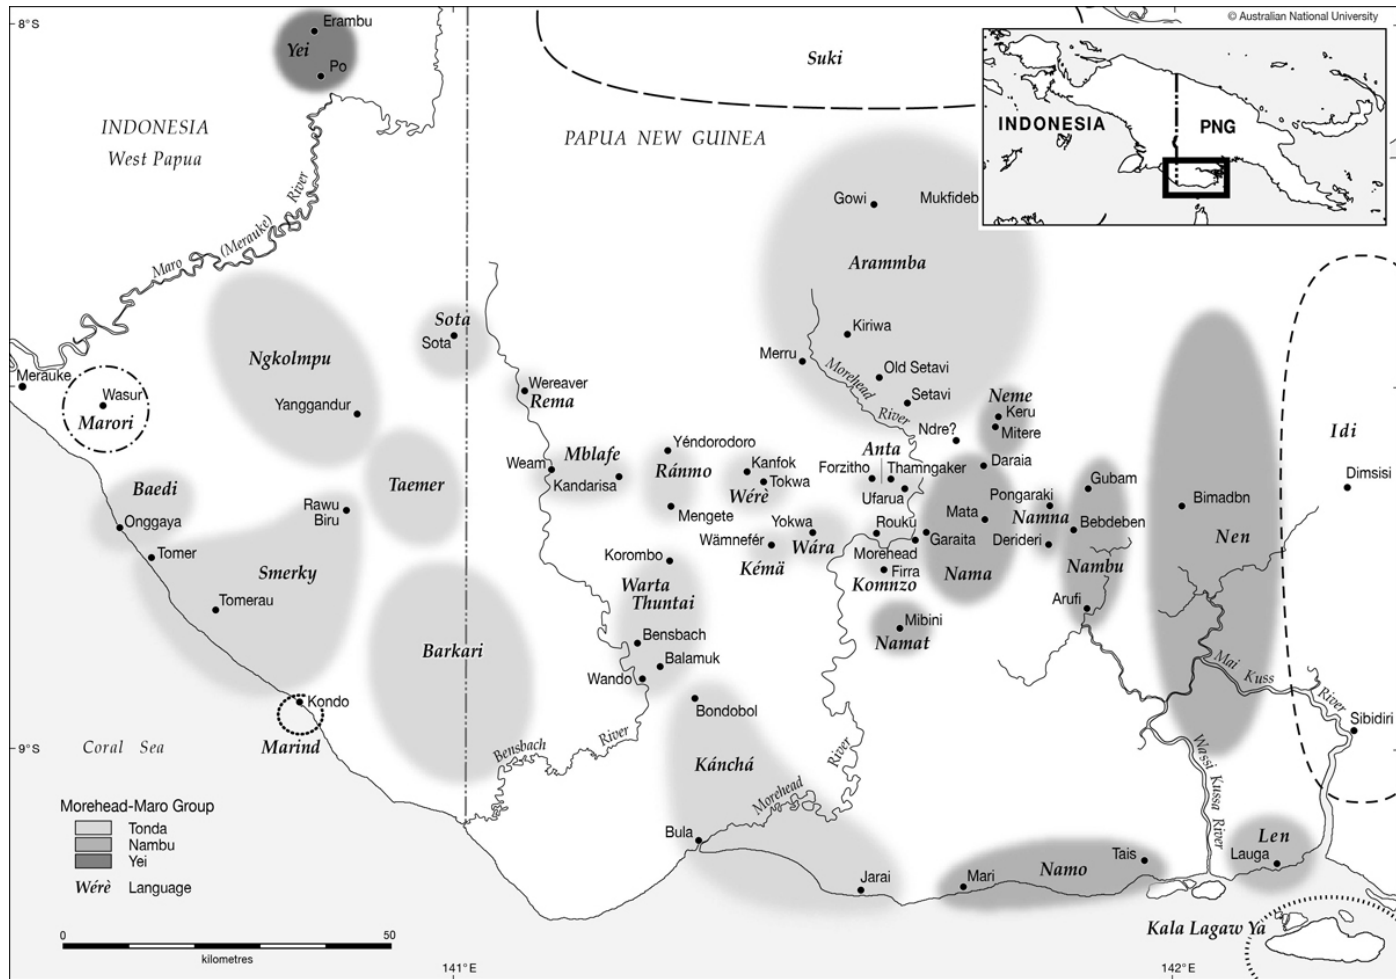 8°S
© Australian National University
Erambu
Yei
Po
Suki
INDONESIA
West Papua
PAPUA NEW GUINEA
INDONESIA
PNG
Maro (Merauke) River
Gowi
Mukfideb
Arammba
Sota
Sota
Ngkolmpu
Kiriwa
Merru
Morehead River
Old Setavi
Setavi
Merauke
Wasur
Marori
Yanggandur
Wereaver
Rema
Neme
Keru
Mitere
Ndre?
Idi
Dimsisi
Baedi
Onggaya
Taemer
Weam
Mblafe
Kandarisa
Yéndorodoro
Ránmo
Mengete
Kanfok
Tokwa
Wérè
Anta
Forzitho
Thamngaker
Ufarua
Daraia
Gubam
Bimadbn
Nen
Rawu
Biru
Tomer
Smerky
Tomerau
Yokwa
Wämnefér
Wára
Kémä
Rouku
Morehead
Firra
Komnzo
Mata
Garaita
Nama
Pongaraki
Namna
Derideri
Bebdeben
Nambu
Arufi
Korombo
Warta
Thuntai
Bensbach
Balamuk
Wando
Barkari
Mibini
Namat
Mai Kuss River
Sibidiri
Kondo
Marind
Bondobol
9°S
Coral Sea
Bensbach River
Kánchá
Morehead River
Wassi Kussa River
Morehead-Maro Group
Tonda
Nambu
Yei
Wérè Language
Bula
Jarai
Mari
Namo
Tais
Len
Lauga
Kala Lagaw Ya
0 50
kilometres
141°E
142°E